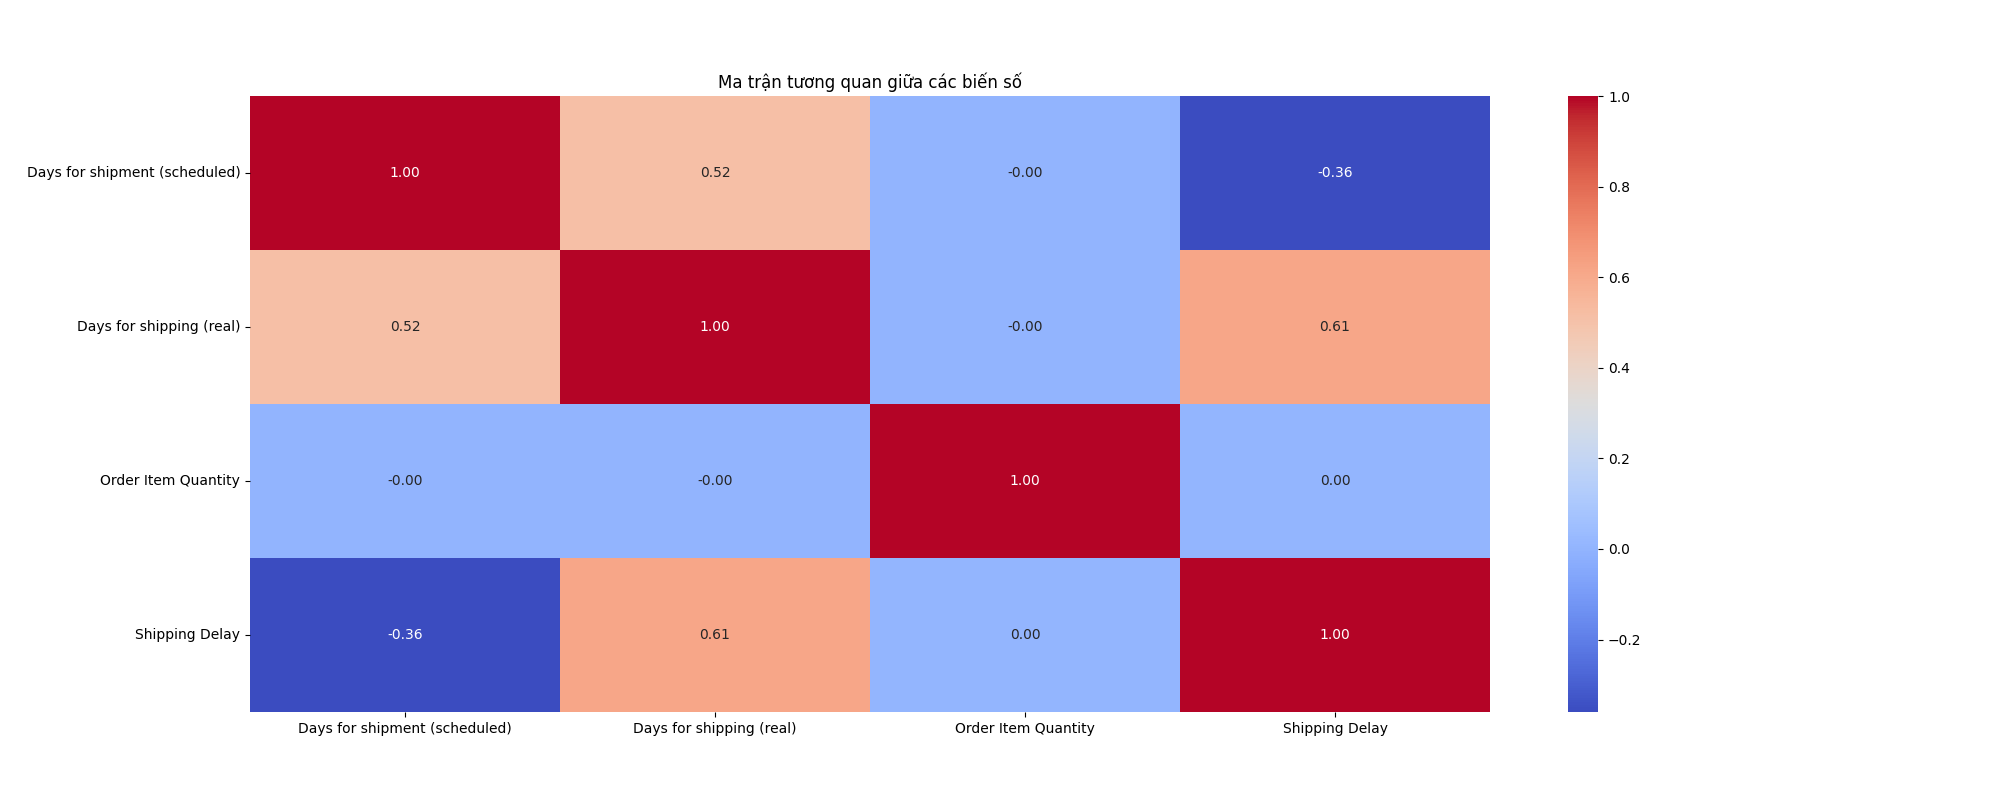 Ma trận tương quan giữa các biến số
Days for shipment (scheduled)
1.00
0.52
-0.00
-0.36
Days for shipping (real)
0.52
1.00
-0.00
0.61
Order Item Quantity
-0.00
-0.00
1.00
0.00
Shipping Delay
-0.36
0.61
0.00
1.00
Days for shipment (scheduled)
Days for shipping (real)
Order Item Quantity
Shipping Delay
1.0
0.8
0.6
0.4
0.2
0.0
−0.2